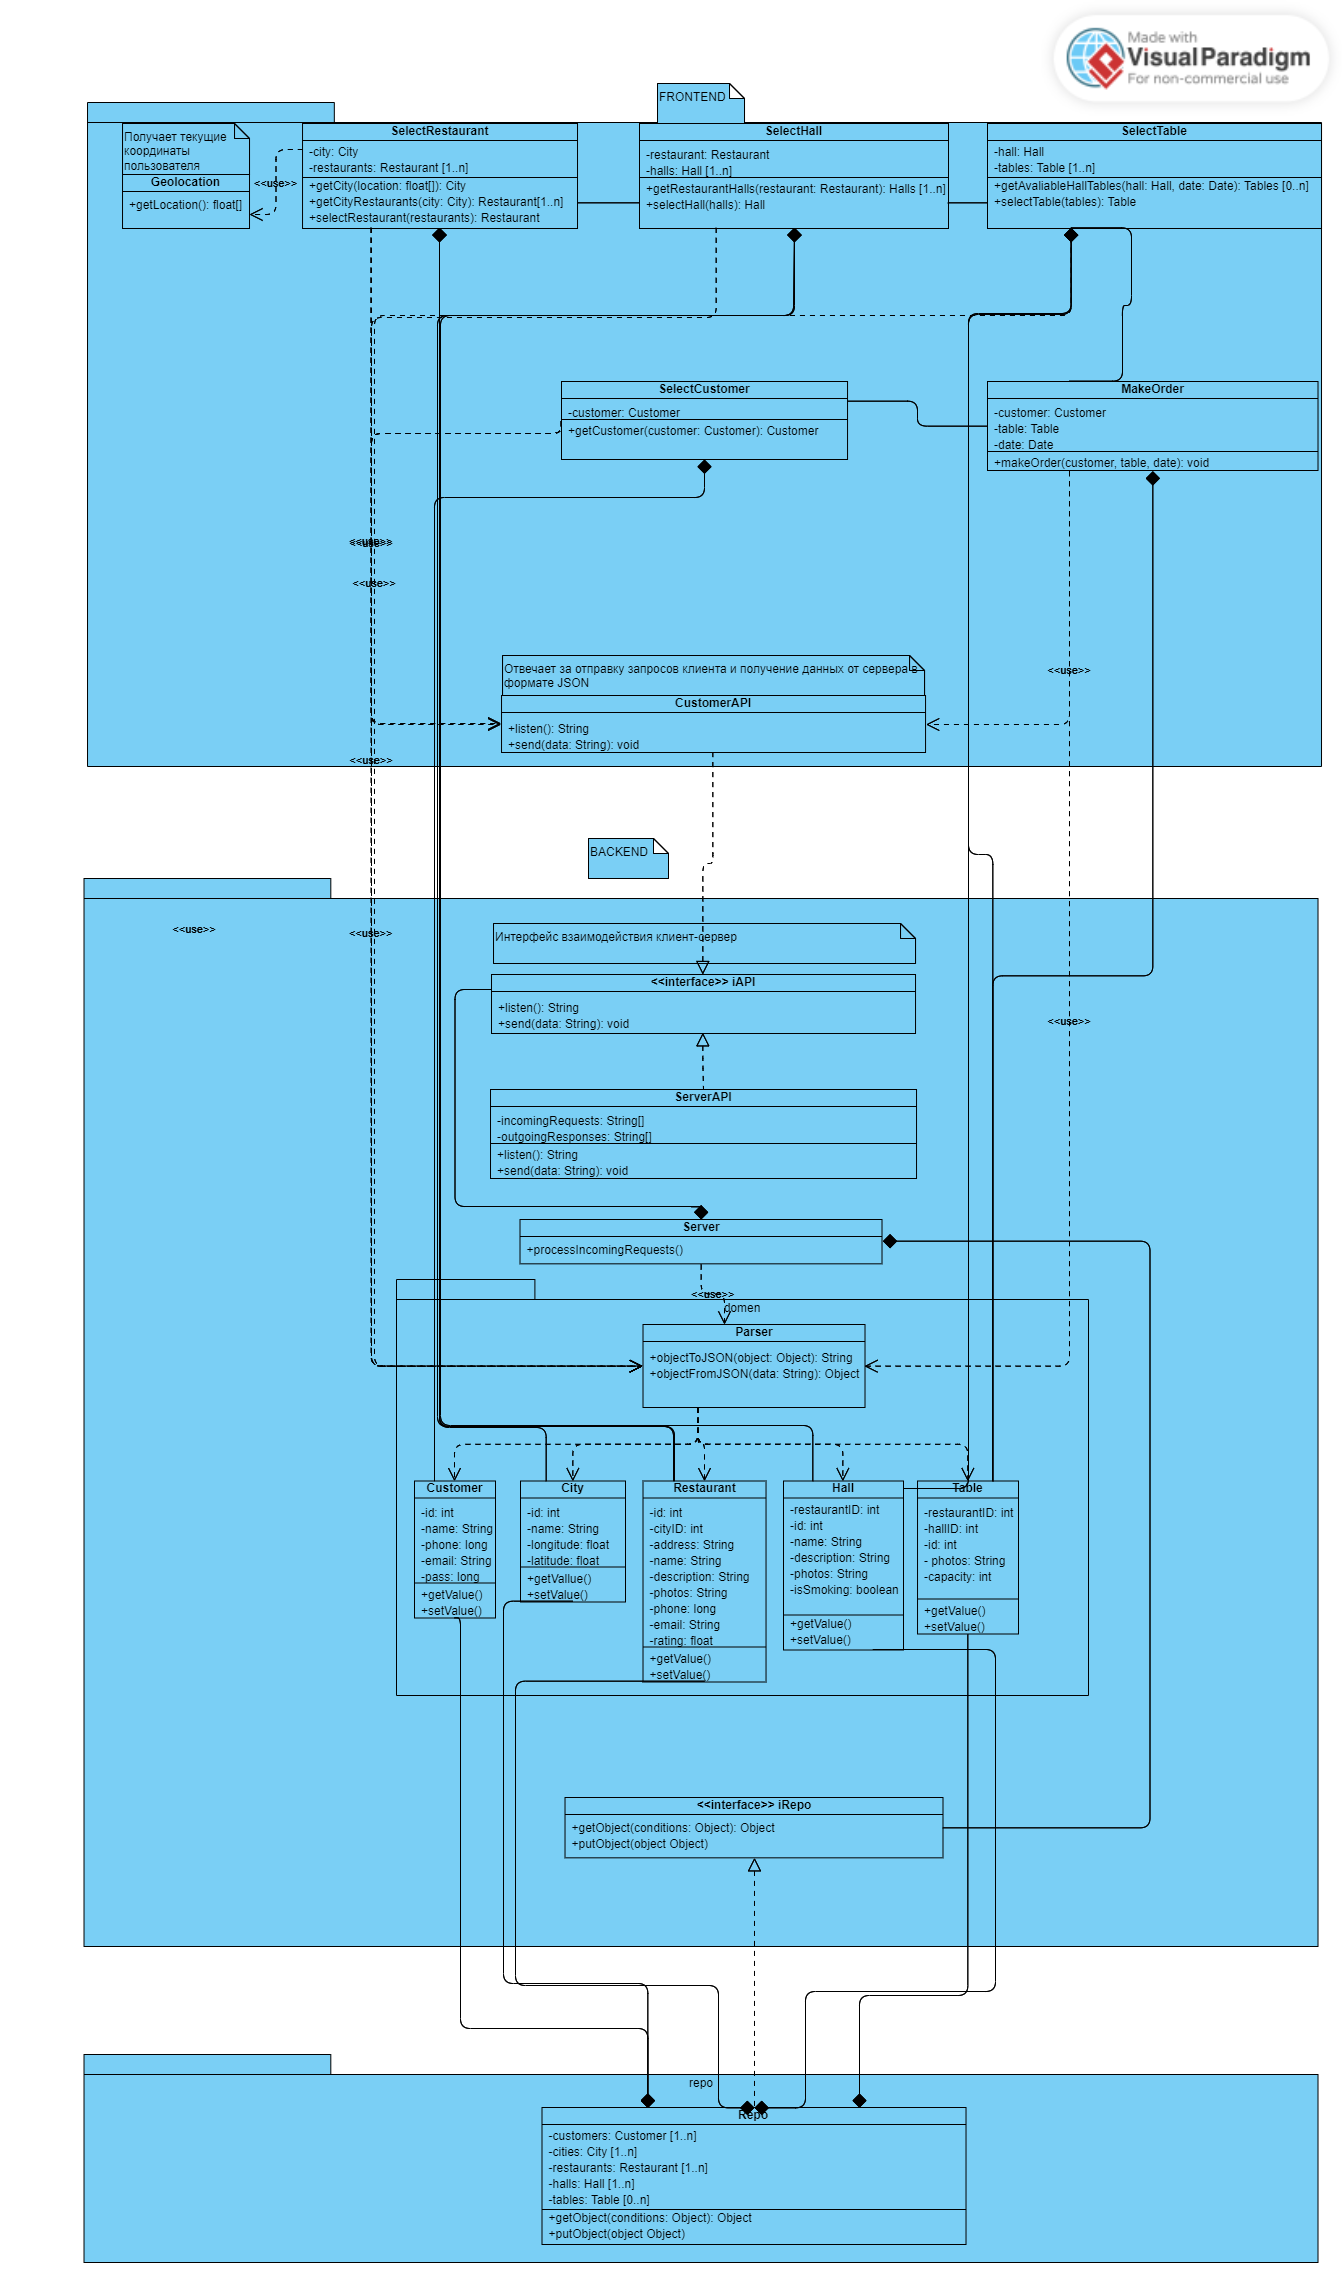 Made with
Visual Paradigm
For non-commercial use
FRONTEND
Получает текущие
координаты
пользователя
Geolocation
+getLocation(): float[]
<<use>>
SelectRestaurant
-city: City
-restaurants: Restaurant [1..n]
+getCity(location: float[]): City
+getCityRestaurants(city: City): Restaurant[1..n]
+selectRestaurant(restaurants): Restaurant
SelectHall
-restaurant: Restaurant
-halls: Hall [1..n]
+getRestaurantHalls(restaurant: Restaurant): Halls [1..n]
+selectHall(halls): Hall
SelectTable
-hall: Hall
-tables: Table [1..n]
+getAvaliableHallTables(hall: Hall, date: Date): Tables [0..n]
+selectTable(tables): Table
SelectCustomer
-customer: Customer
+getCustomer(customer: Customer): Customer
MakeOrder
-customer: Customer
-table: Table
-date: Date
+makeOrder(customer, table, date): void
<<use>>
<<use>>
<<use>>
<<use>>
Отвечает за отправку запросов клиента и получение данных от сервера в
формате JSON
CustomerAPI
+listen(): String
+send(data: String): void
<<use>>
BACKEND
<<use>>
<<use>>
Интерфейс взаимодействия клиент-сервер
<<interface>> iAPI
+listen(): String
+send(data: String): void
<<use>>
ServerAPI
-incomingRequests: String[]
-outgoingResponses: String[]
+listen(): String
+send(data: String): void
Server
+processIncomingRequests()
<<use>>
domen
Parser
+objectToJSON(object: Object): String
+objectFromJSON(data: String): Object
Customer
-id: int
-name: String
-phone: long
-email: String
-pass: long
+getValue()
+setValue()
City
-id: int
-name: String
-longitude: float
-latitude: float
+getVallue()
+setValue()
Restaurant
-id: int
-cityID: int
-address: String
-name: String
-description: String
-photos: String
-phone: long
-email: String
-rating: float
+getValue()
+setValue()
Hall
-restaurantID: int
-id: int
-name: String
-description: String
-photos: String
-isSmoking: boolean
+getValue()
+setValue()
Table
-restaurantID: int
-hallID: int
-id: int
- photos: String
-capacity: int
+getValue()
+setValue()
<<interface>> iRepo
+getObject(conditions: Object): Object
+putObject(object Object)
repo
Repo
-customers: Customer [1..n]
-cities: City [1..n]
-restaurants: Restaurant [1..n]
-halls: Hall [1..n]
-tables: Table [0..n]
+getObject(conditions: Object): Object
+putObject(object Object)